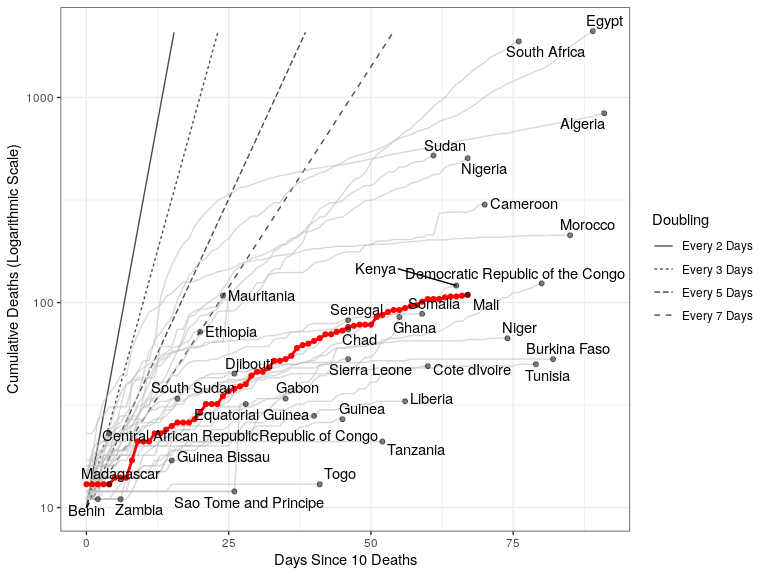 Egypt
South Africa
1000
Algeria
Sudan
Nigeria
Cameroon
Morocco
Kenya
Democratic Republic of the Congo
Mauritania
100
Somalia
Mali
Senegal
Ghana
Ethiopia
Chad
Niger
Burkina Faso
Djibouti
Sierra Leone
Cote dIvoire
Tunisia
South Sudan
Gabon
Liberia
Equatorial Guinea
Guinea
Central African Republic
Republic of Congo
Tanzania
Guinea Bissau
Madagascar
Togo
Sao Tome and Principe
10
Benin
Zambia
0
25
50
75
Days Since 10 Deaths
Cumulative Deaths (Logarithmic Scale)
Doubling
Every 2 Days
Every 3 Days
Every 5 Days
Every 7 Days